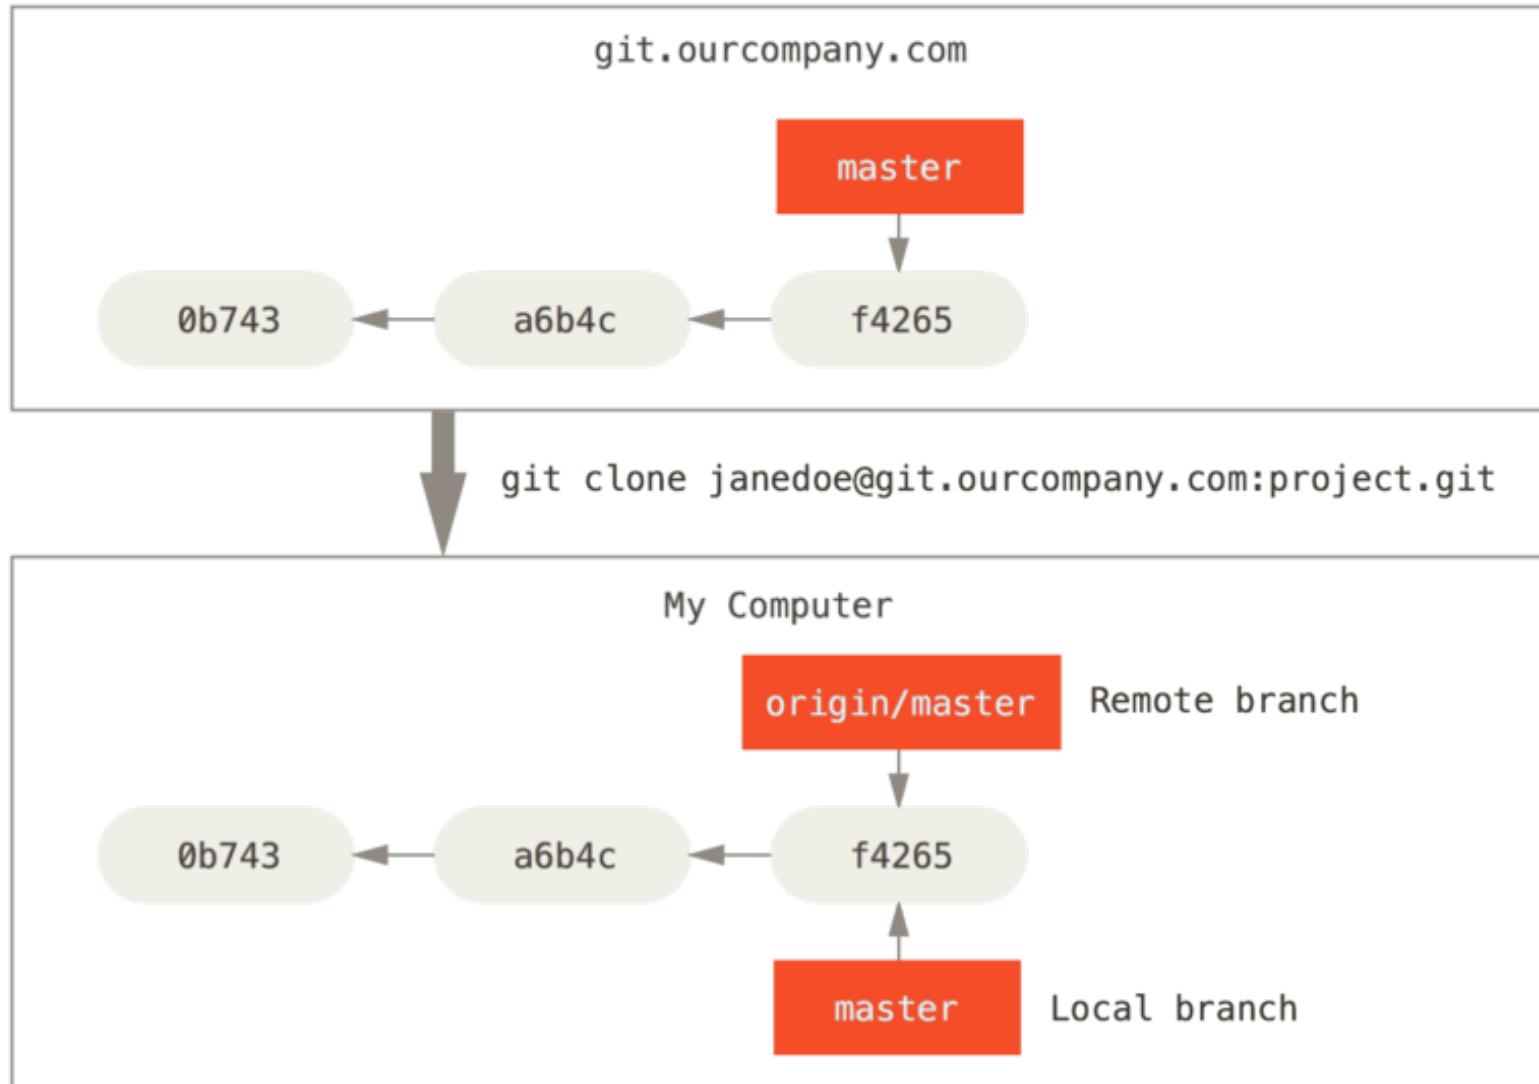 git.ourcompany.com
master
0b743
a6b4c
f4265
git clone janedoe@git.ourcompany.com:project.git
My Computer
origin/master
Remote branch
0b743
a6b4c
f4265
master
Local branch